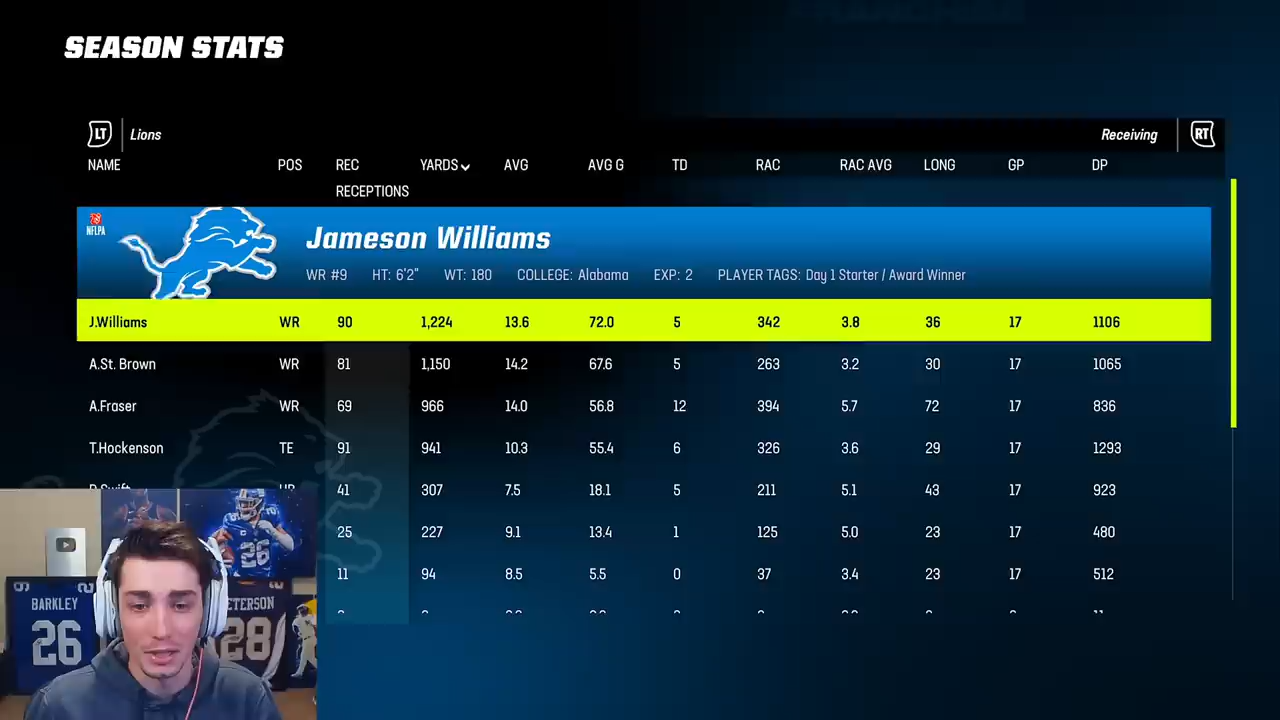 SEASON STATS
LT Lions Receiving RT
NAME POS REC YARDS AVG AVG G TD RAC RAC AVG LONG GP DP
RECEPTIONS
NFLPA
Jameson Williams
WR #9 HT: 6'2" WT: 180 COLLEGE: Alabama EXP: 2 PLAYER TAGS: Day 1 Starter / Award Winner
J.Williams WR 90 1,224 13.6 72.0 5 342 3.8 36 17 1106
A.St. Brown WR 81 1,150 14.2 67.6 5 263 3.2 30 17 1065
A.Fraser WR 69 966 14.0 56.8 12 394 5.7 72 17 836
T.Hockenson TE 91 941 10.3 55.4 6 326 3.6 29 17 1293
D.Swift HB 41 307 7.5 18.1 5 211 5.1 43 17 923
25 227 9.1 13.4 1 125 5.0 23 17 480
11 94 8.5 5.5 0 37 3.4 23 17 512
26
BARKLEY
26
28